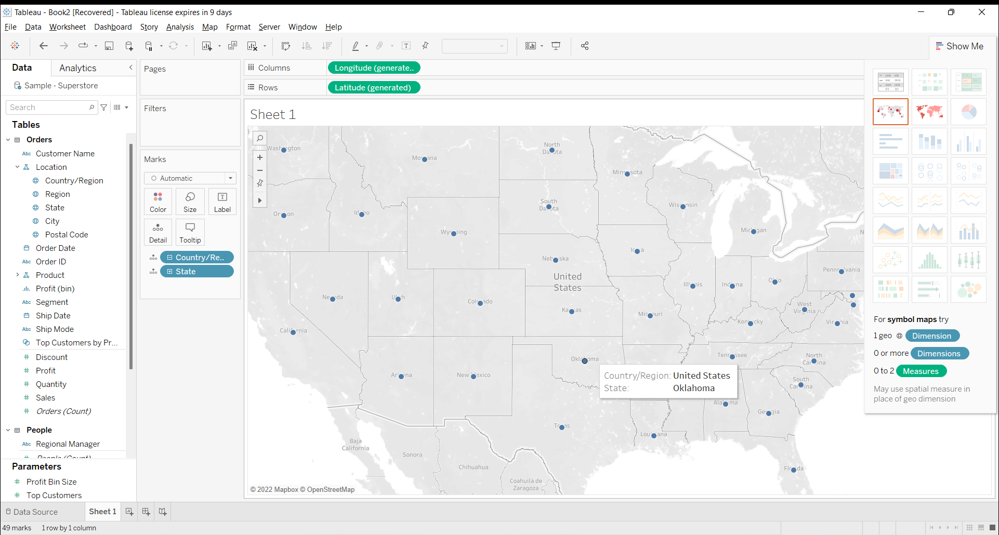 Tableau - Book2 [Recovered] - Tableau license expires in 9 days
File Data Worksheet Dashboard Story Analysis Map Format Server Window Help
Show Me
Data Analytics
Sample - Superstore
Search
Tables
Orders
Abc Customer Name
Location
Country/Region
Region
State
City
Postal Code
Order Date
Abc Order ID
Product
Profit (bin)
Abc Segment
Ship Date
Abc Ship Mode
Top Customers by Pr...
Discount
Profit
Quantity
Sales
Orders (Count)
People
Abc Regional Manager
People (Count)
Parameters
Profit Bin Size
Top Customers
Pages
Filters
Marks
Automatic
Color Size Label
Detail Tooltip
Country/Re..
State
Columns Longitude (generate..
Rows Latitude (generated)
Sheet 1
Washington
Montana
North
Dakota
Minnesota
Oregon
Idaho
South
Dakota
Wisconsin
Wyoming
Michigan
Nebraska
Iowa
United
States
Pennsylvania
Nevada
Utah
Colorado
Illinois
Indiana
Ohio
Kansas
Missouri
West
Virginia
California
Kentucky
Virginia
Oklahoma
Tennessee
North
Carolina
Arizona
New Mexico
Country/Region: United States
State: Oklahoma
South
Carolina
Alabama
Georgia
Texas
Louisiana
Baja
California
Sonora
Chihuahua
Coahuila de
Zaragoza
Florida
© 2022 Mapbox © OpenStreetMap
For symbol maps try
1 geo Dimension
0 or more Dimensions
0 to 2 Measures
May use spatial measure in
place of geo dimension
Data Source Sheet 1
49 marks 1 row by 1 column